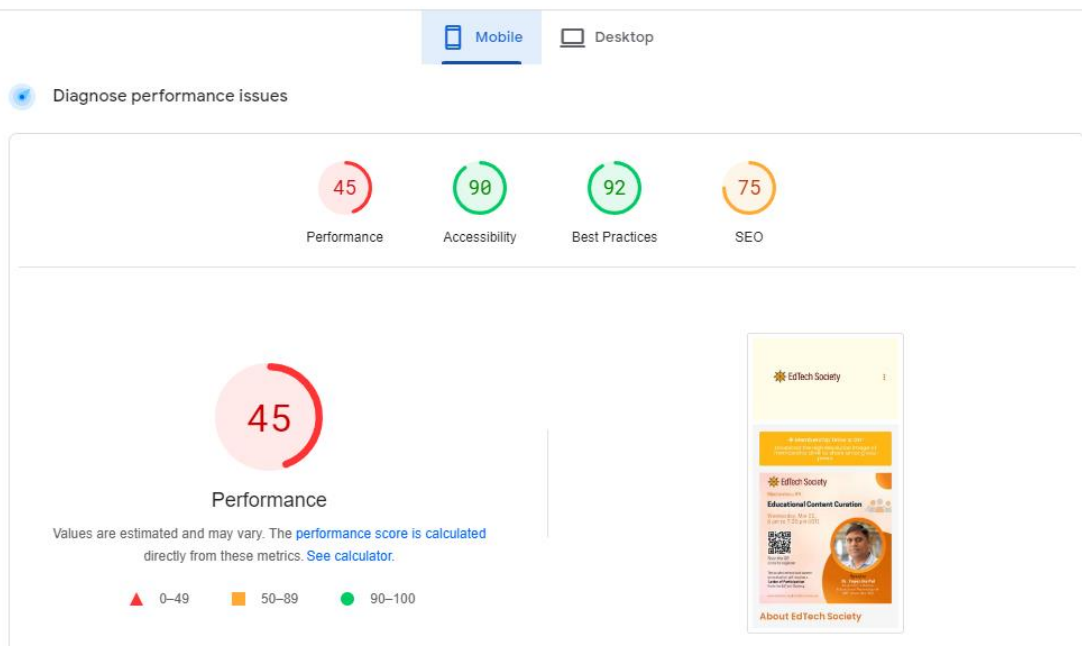 Mobile
Desktop
Diagnose performance issues
45
90
92
75
Performance
Accessibility
Best Practices
SEO
45
Performance
Values are estimated and may vary. The performance score is calculated
directly from these metrics. See calculator.
0–49
50–89
90–100
EdTech Society
EdTech Society
Educational Content Curation
About EdTech Society